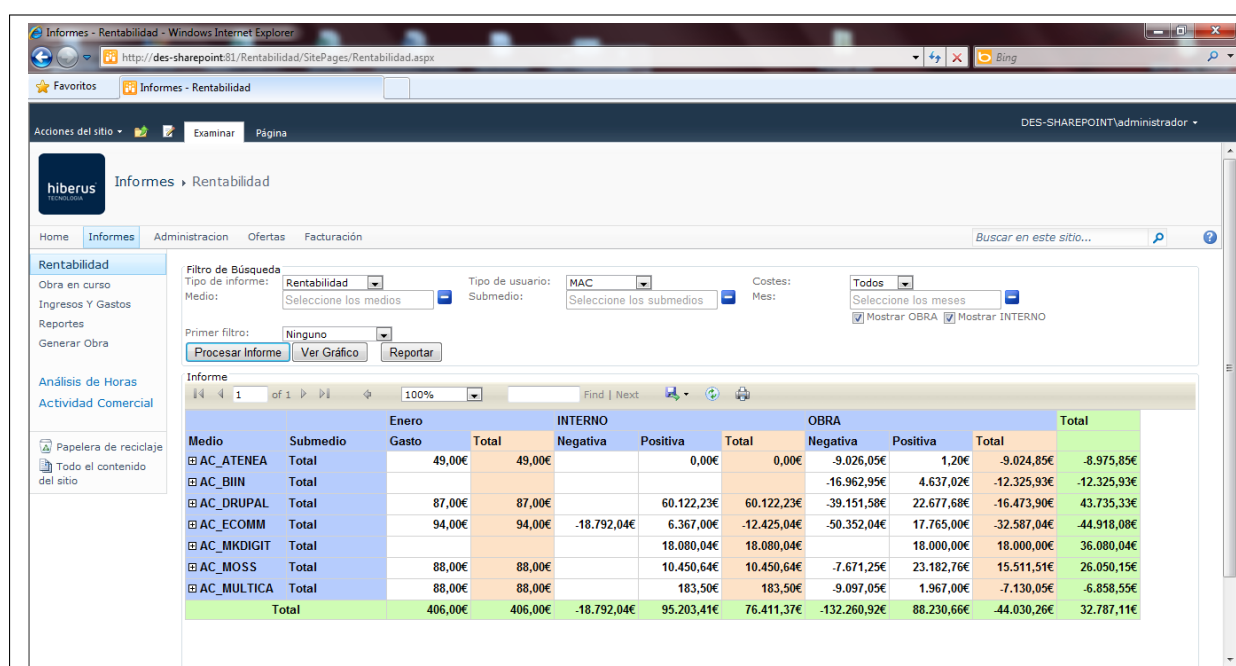 Informes - Rentabilidad - Windows Internet Explorer
http://des-sharepoint:81/Rentabilidad/SitePages/Rentabilidad.aspx
Bing
Favoritos
Informes - Rentabilidad
DES-SHAREPOINT\administrador
Acciones del sitio
Examinar
Página
hiberus
TECNOLOGIA
Informes
Rentabilidad
Home
Informes
Administracion
Ofertas
Facturación
Buscar en este sitio...
Rentabilidad
Obra en curso
Ingresos Y Gastos
Reportes
Generar Obra
Análisis de Horas
Actividad Comercial
Papelera de reciclaje
Todo el contenido
del sitio
Filtro de Búsqueda
Tipo de informe: Rentabilidad Tipo de usuario: MAC Costes: Todos
Medio: Seleccione los medios Submedio: Seleccione los submedios Mes: Seleccione los meses
Mostrar OBRA Mostrar INTERNO
Primer filtro: Ninguno
Procesar Informe Ver Gráfico Reportar
Informe
1 of 1 100% Find | Next
Enero INTERNO OBRA Total
Medio Submedio Gasto Total Negativa Positiva Total Negativa Positiva Total
AC_ATENEA Total 49,00€ 49,00€ 0,00€ 0,00€ -9.026,05€ 1,20€ -9.024,85€ -8.975,85€
AC_BIIN Total -16.962,95€ 4.637,02€ -12.325,93€ -12.325,93€
AC_DRUPAL Total 87,00€ 87,00€ 60.122,23€ 60.122,23€ -39.151,58€ 22.677,68€ -16.473,90€ 43.735,33€
AC_ECOMM Total 94,00€ 94,00€ -18.792,04€ 6.367,00€ -12.425,04€ -50.352,04€ 17.765,00€ -32.587,04€ -44.918,08€
AC_MKDIGIT Total 18.080,04€ 18.080,04€ 18.000,00€ 18.000,00€ 36.080,04€
AC_MOSS Total 88,00€ 88,00€ 10.450,64€ 10.450,64€ -7.671,25€ 23.182,76€ 15.511,51€ 26.050,15€
AC_MULTICA Total 88,00€ 88,00€ 183,50€ 183,50€ -9.097,05€ 1.967,00€ -7.130,05€ -6.858,55€
Total 406,00€ 406,00€ -18.792,04€ 95.203,41€ 76.411,37€ -132.260,92€ 88.230,66€ -44.030,26€ 32.787,11€